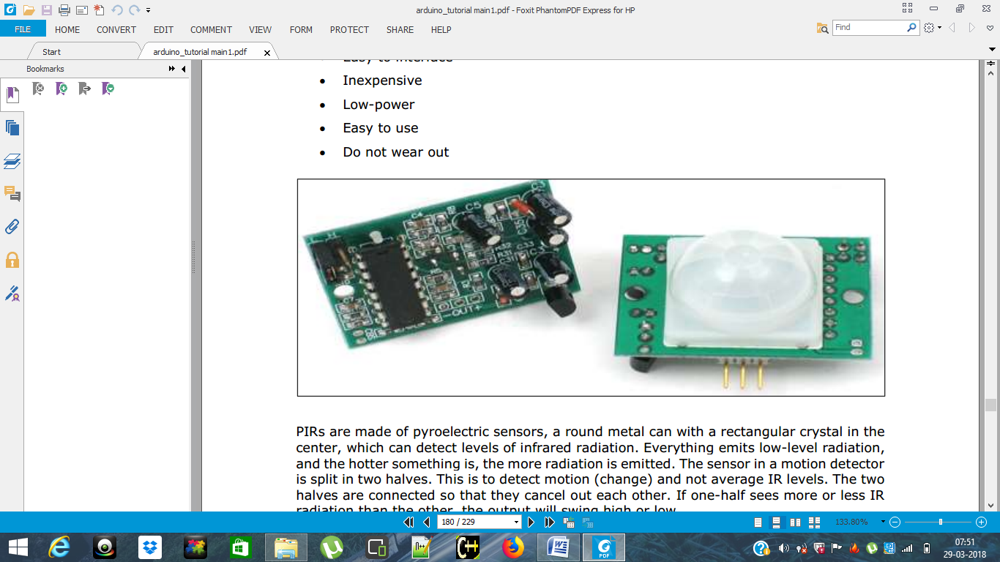 arduino_tutorial main1.pdf - Foxit PhantomPDF Express for HP
FILE HOME CONVERT EDIT COMMENT VIEW FORM PROTECT SHARE HELP
Find
Start arduino_tutorial main1.pdf
Bookmarks
Easy to interface
• Inexpensive
• Low-power
• Easy to use
• Do not wear out
C4
C5
-OUT+
PIRs are made of pyroelectric sensors, a round metal can with a rectangular crystal in the
center, which can detect levels of infrared radiation. Everything emits low-level radiation,
and the hotter something is, the more radiation is emitted. The sensor in a motion detector
is split in two halves. This is to detect motion (change) and not average IR levels. The two
halves are connected so that they cancel out each other. If one-half sees more or less IR
radiation than the other, the output will swing high or low.
180 / 229
133.80%
PDF
07:51
29-03-2018